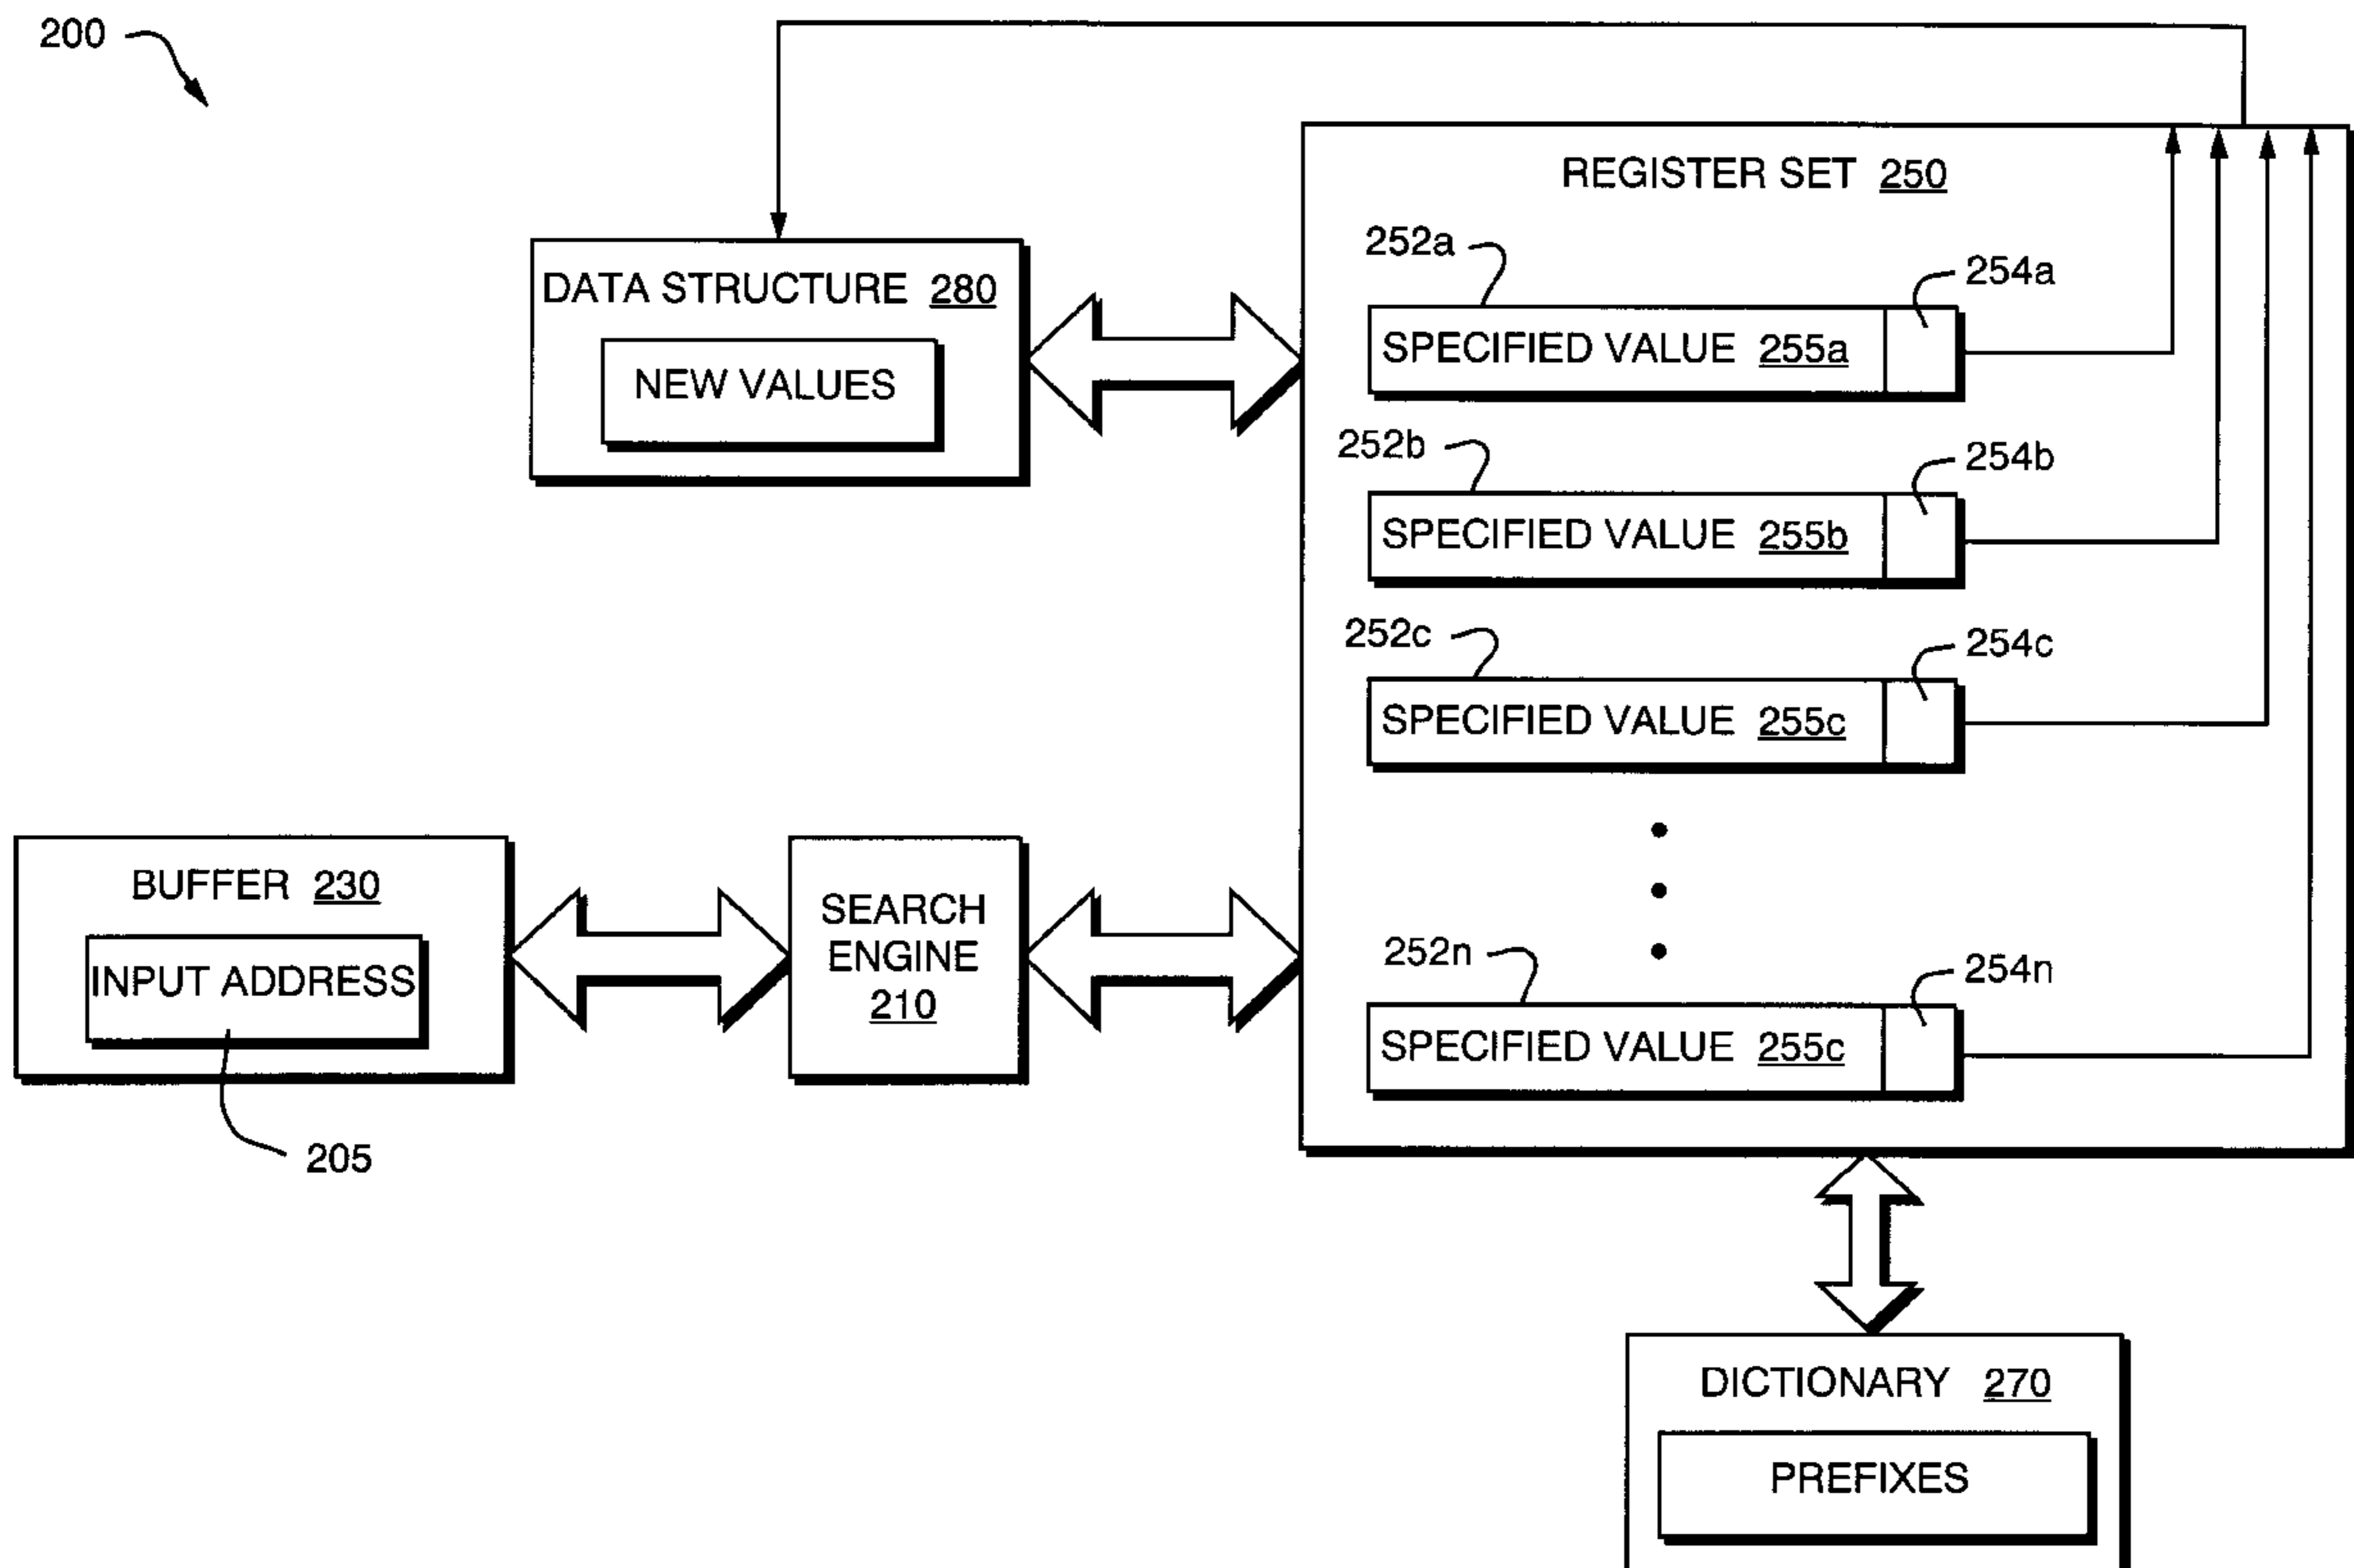 200
REGISTER SET 250
252a
254a
SPECIFIED VALUE 255a
DATA STRUCTURE 280
NEW VALUES
252b
254b
SPECIFIED VALUE 255b
252c
254c
SPECIFIED VALUE 255c
BUFFER 230
INPUT ADDRESS
205
SEARCH
ENGINE
210
252n
254n
SPECIFIED VALUE 255c
DICTIONARY 270
PREFIXES